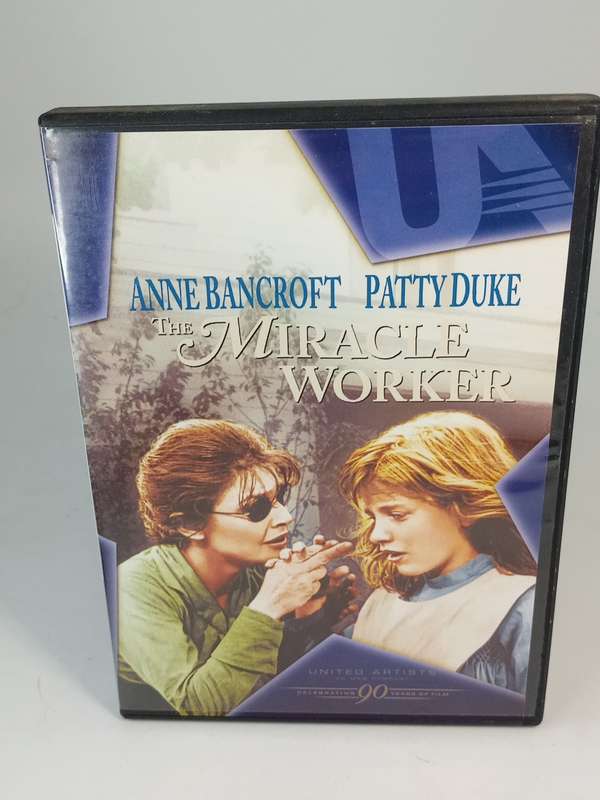 UA
ANNE BANCROFT PATTY DUKE
THE MIRACLE
WORKER
UNITED ARTISTS
CELEBRATING 90 YEARS OF FILM